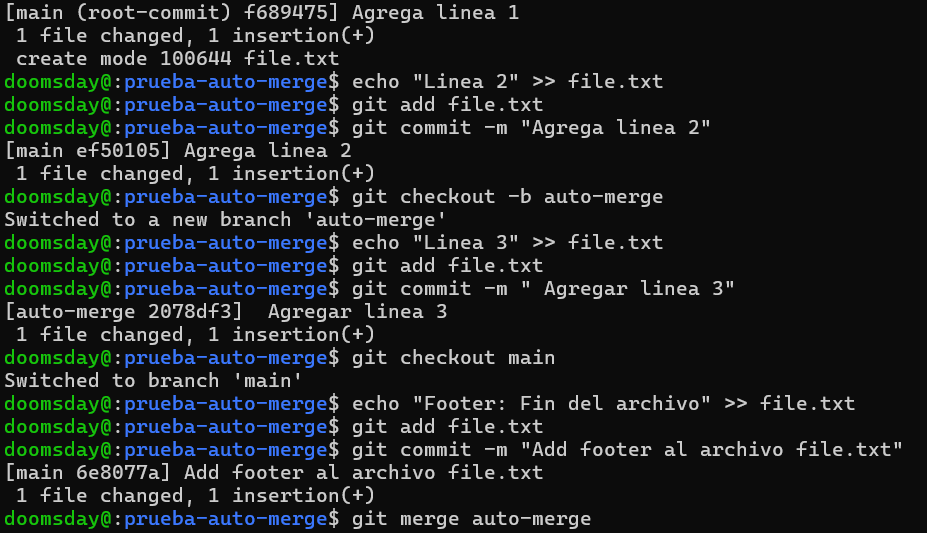 [main (root-commit) f689475] Agrega linea 1
 1 file changed, 1 insertion(+)
 create mode 100644 file.txt
doomsday@:prueba-auto-merge$ echo "Linea 2" >> file.txt
doomsday@:prueba-auto-merge$ git add file.txt
doomsday@:prueba-auto-merge$ git commit -m "Agrega linea 2"
[main ef50105] Agrega linea 2
 1 file changed, 1 insertion(+)
doomsday@:prueba-auto-merge$ git checkout -b auto-merge
Switched to a new branch 'auto-merge'
doomsday@:prueba-auto-merge$ echo "Linea 3" >> file.txt
doomsday@:prueba-auto-merge$ git add file.txt
doomsday@:prueba-auto-merge$ git commit -m " Agregar linea 3"
[auto-merge 2078df3]  Agregar linea 3
 1 file changed, 1 insertion(+)
doomsday@:prueba-auto-merge$ git checkout main
Switched to branch 'main'
doomsday@:prueba-auto-merge$ echo "Footer: Fin del archivo" >> file.txt
doomsday@:prueba-auto-merge$ git add file.txt
doomsday@:prueba-auto-merge$ git commit -m "Add footer al archivo file.txt"
[main 6e8077a] Add footer al archivo file.txt
 1 file changed, 1 insertion(+)
doomsday@:prueba-auto-merge$ git merge auto-merge